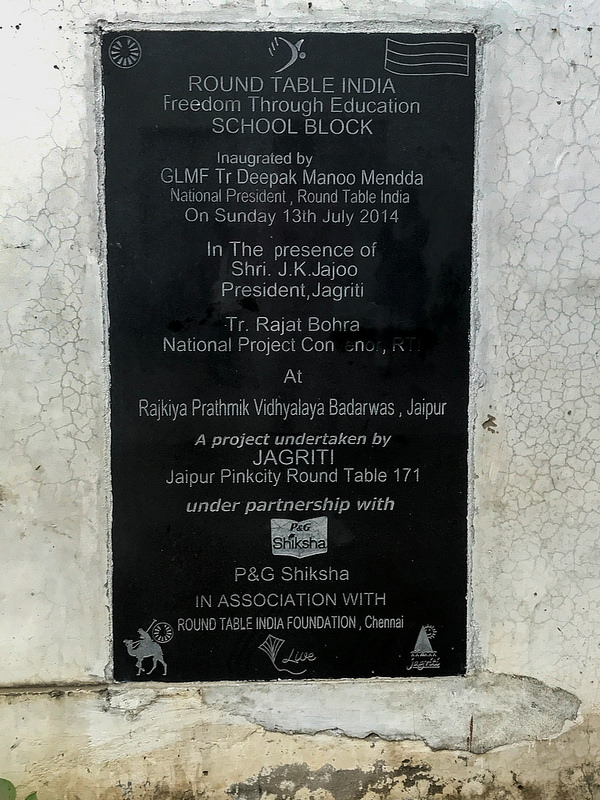 ROUND TABLE INDIA
Freedom Through Education
SCHOOL BLOCK
Inaugrated by
GLMF Tr Deepak Manoo Mendda
National President , Round Table India
On Sunday 13th July 2014
In The presence of
Shri. J.K.Jajoo
President,Jagriti
Tr. Rajat Bohra
National Project Con enor, RTI
At
Rajkiya Prathmik Vidhyalaya Badarwas , Jaipur
A project undertaken by
JAGRITI
Jaipur Pinkcity Round Table 171
under partnership with
P&G
Shiksha
P&G Shiksha
IN ASSOCIATION WITH
ROUND TABLE INDIA FOUNDATION , Chennai
Live
jagriti